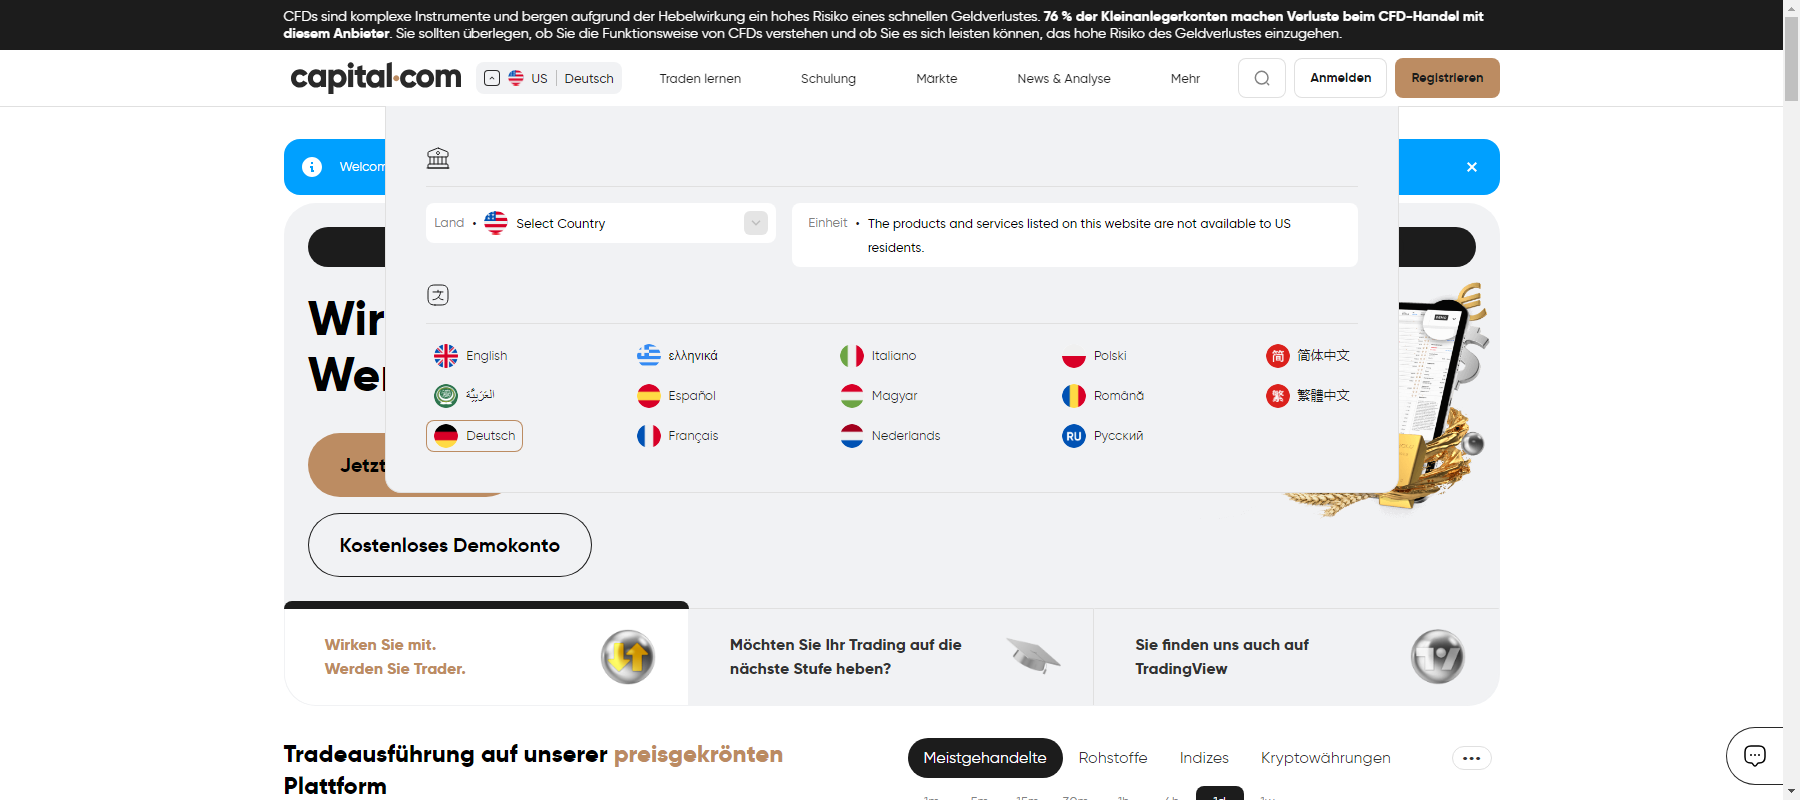 CFDs sind komplexe Instrumente und bergen aufgrund der Hebelwirkung ein hohes Risiko eines schnellen Geldverlustes. 76 % der Kleinanlegerkonten machen Verluste beim CFD-Handel mit
diesem Anbieter. Sie sollten überlegen, ob Sie die Funktionsweise von CFDs verstehen und ob Sie es sich leisten können, das hohe Risiko des Geldverlustes einzugehen.
capital.com
US Deutsch
Traden lernen
Schulung
Märkte
News & Analyse
Mehr
Anmelden
Registrieren
Land • Select Country
Einheit • The products and services listed on this website are not available to US
residents.
English
ελληνικά
Italiano
Polski
简 简体中文
العَرَبِيَّة
Español
Magyar
Română
繁 繁體中文
Deutsch
Français
Nederlands
RU Русский
Jetzt
Kostenloses Demokonto
Wirken Sie mit.
Werden Sie Trader.
Möchten Sie Ihr Trading auf die
nächste Stufe heben?
Sie finden uns auch auf
TradingView
Tradeausführung auf unserer preisgekrönten
Plattform
Meistgehandelte
Rohstoffe
Indizes
Kryptowährungen